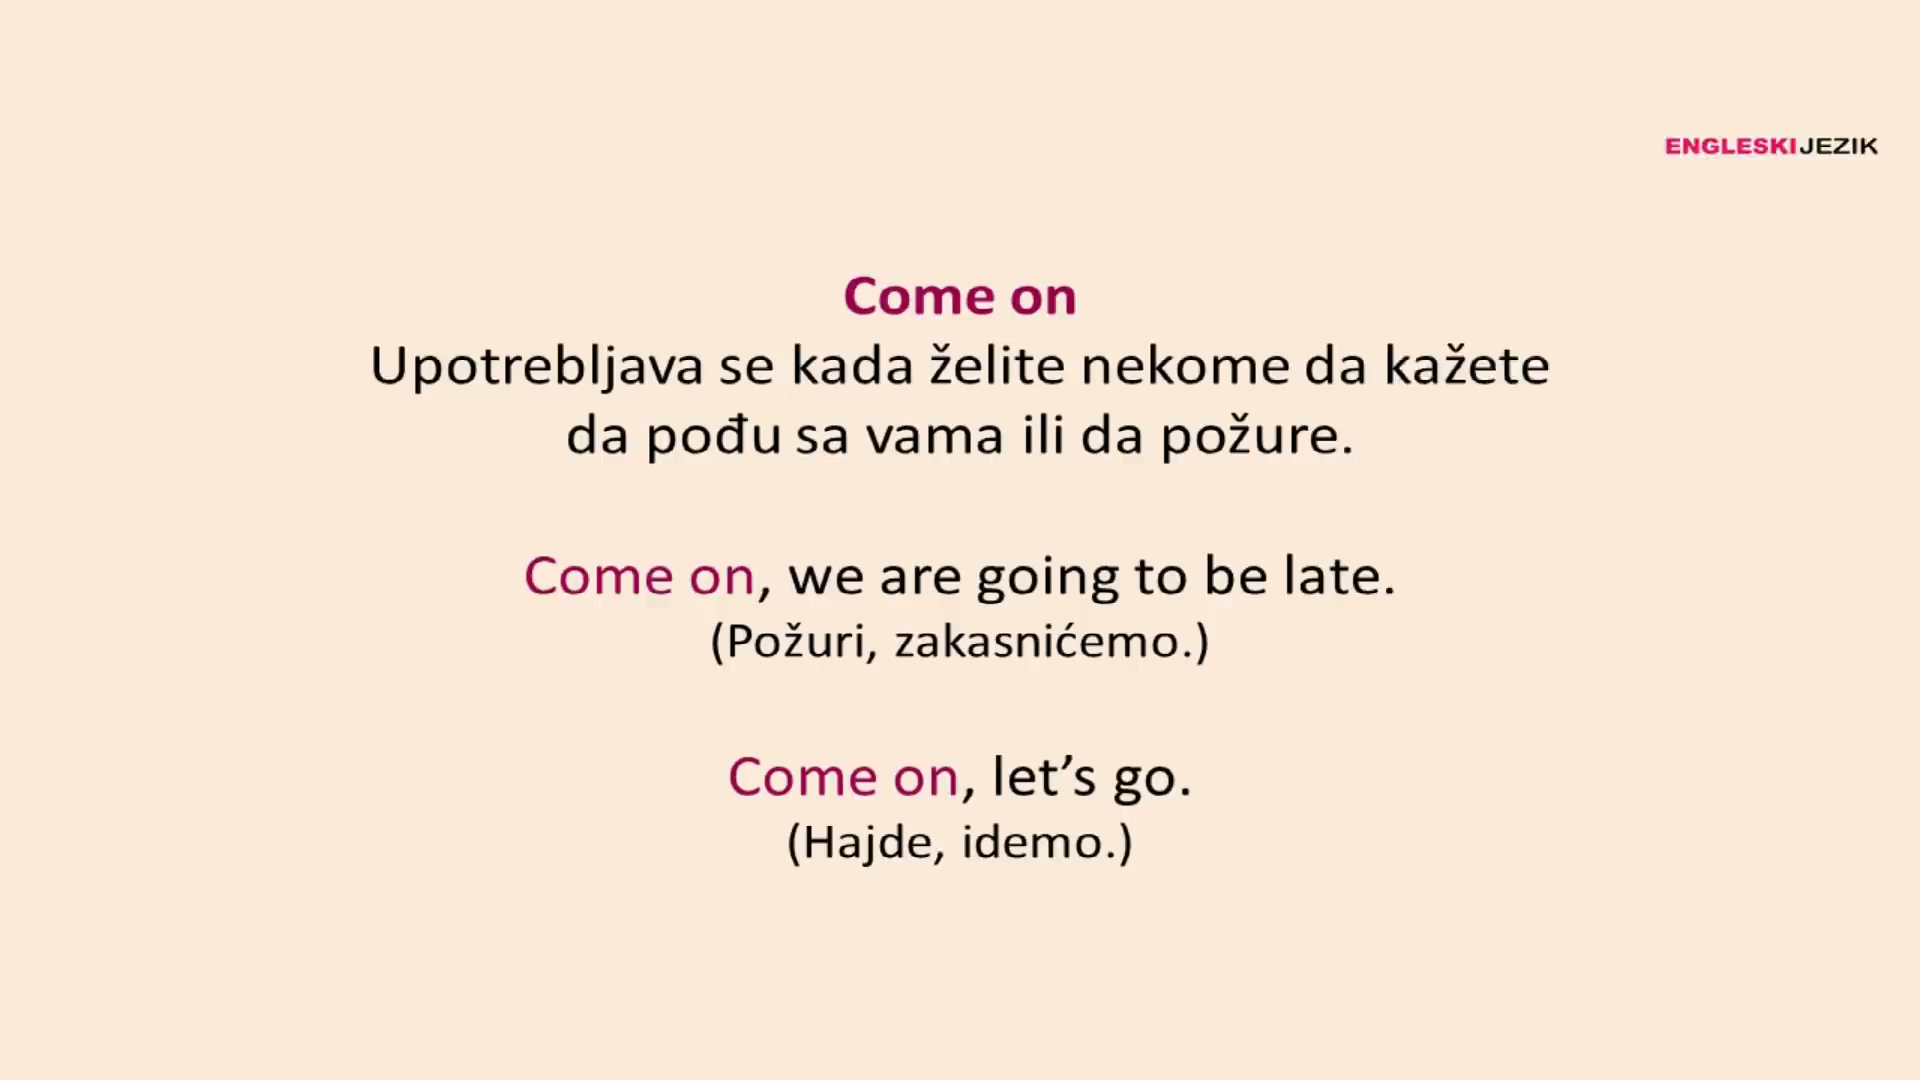 ENGLESKIJEZIK
Come on
Upotrebljava se kada želite nekome da kažete
da pođu sa vama ili da požure.
Come on, we are going to be late.
(Požuri, zakasnićemo.)
Come on, let’s go.
(Hajde, idemo.)